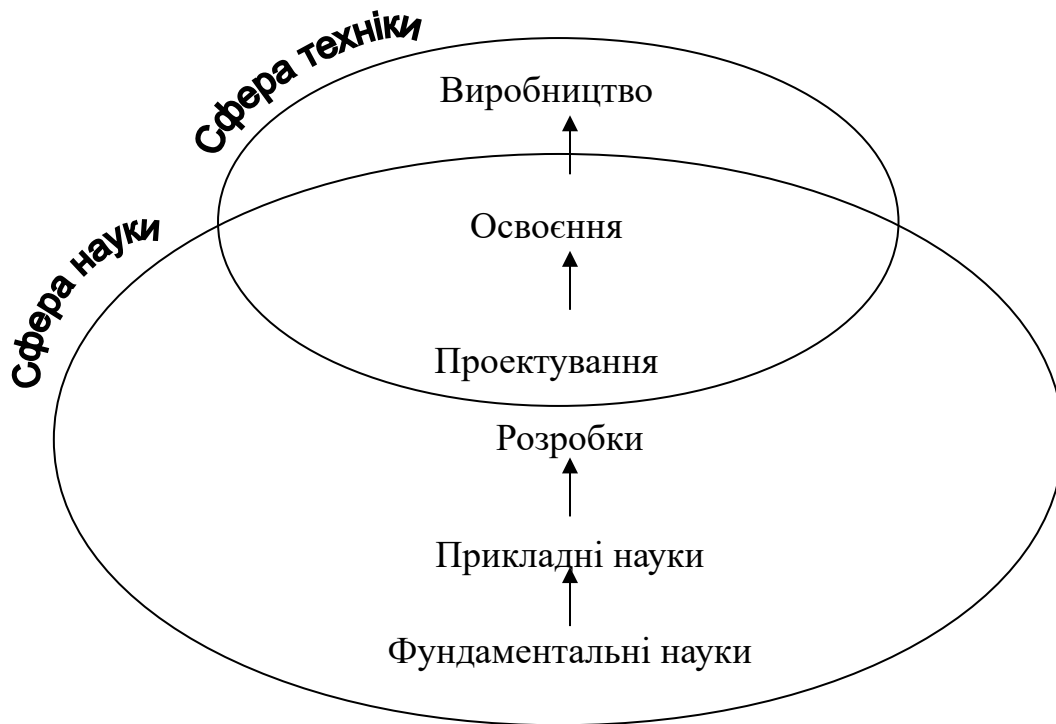 Сфера техніки
Виробництво
Сфера науки
Освоєння
Проектування
Розробки
Прикладні науки
Фундаментальні науки